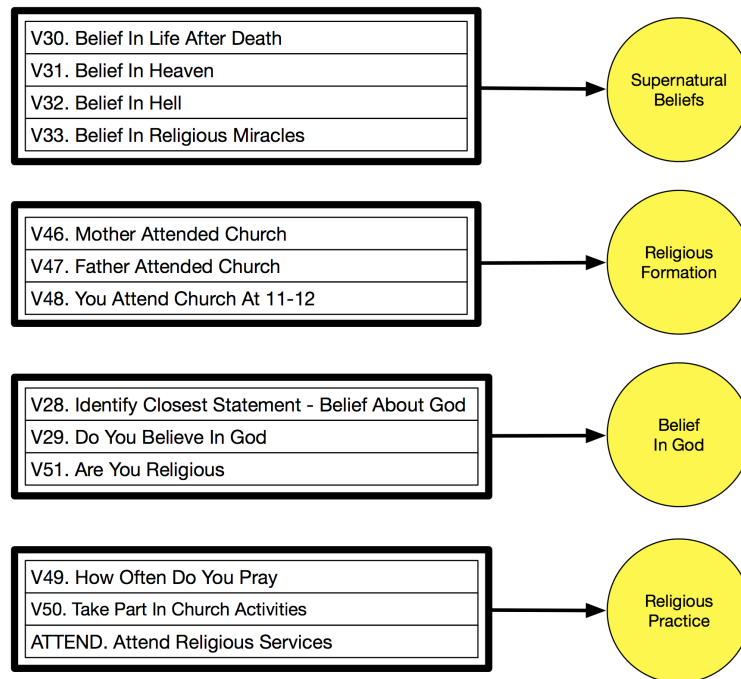 V30. Belief In Life After Death
V31. Belief In Heaven
V32. Belief In Hell
V33. Belief In Religious Miracles
Supernatural
Beliefs
V46. Mother Attended Church
V47. Father Attended Church
V48. You Attend Church At 11-12
Religious
Formation
V28. Identify Closest Statement - Belief About God
V29. Do You Believe In God
V51. Are You Religious
Belief
In God
V49. How Often Do You Pray
V50. Take Part In Church Activities
ATTEND. Attend Religious Services
Religious
Practice